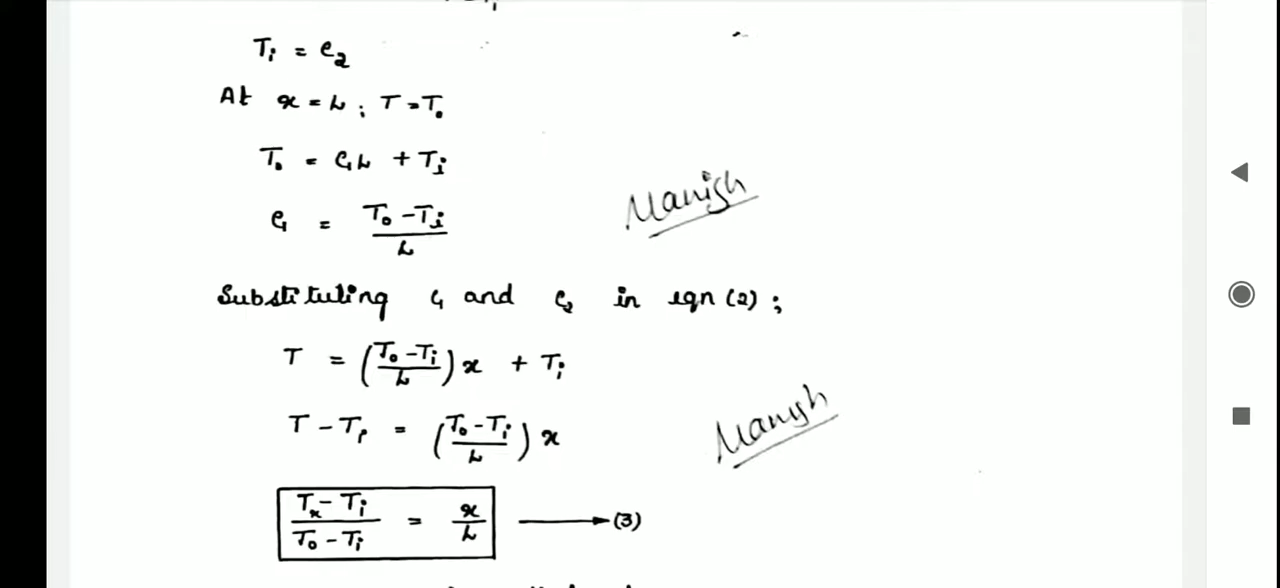 Tᵢ = C₂
At x = L ; T = T₀
T₀ = C₁L + Tᵢ
C₁ = (T₀ - Tᵢ)/L
Manish
Substituting C₁ and C₂ in eqn (2) ;
T = ((T₀ - Tᵢ)/L) x + Tᵢ
T - Tᵢ = ((T₀ - Tᵢ)/L) x
Manish
(Tₓ - Tᵢ)/(T₀ - Tᵢ) = x/L → (3)